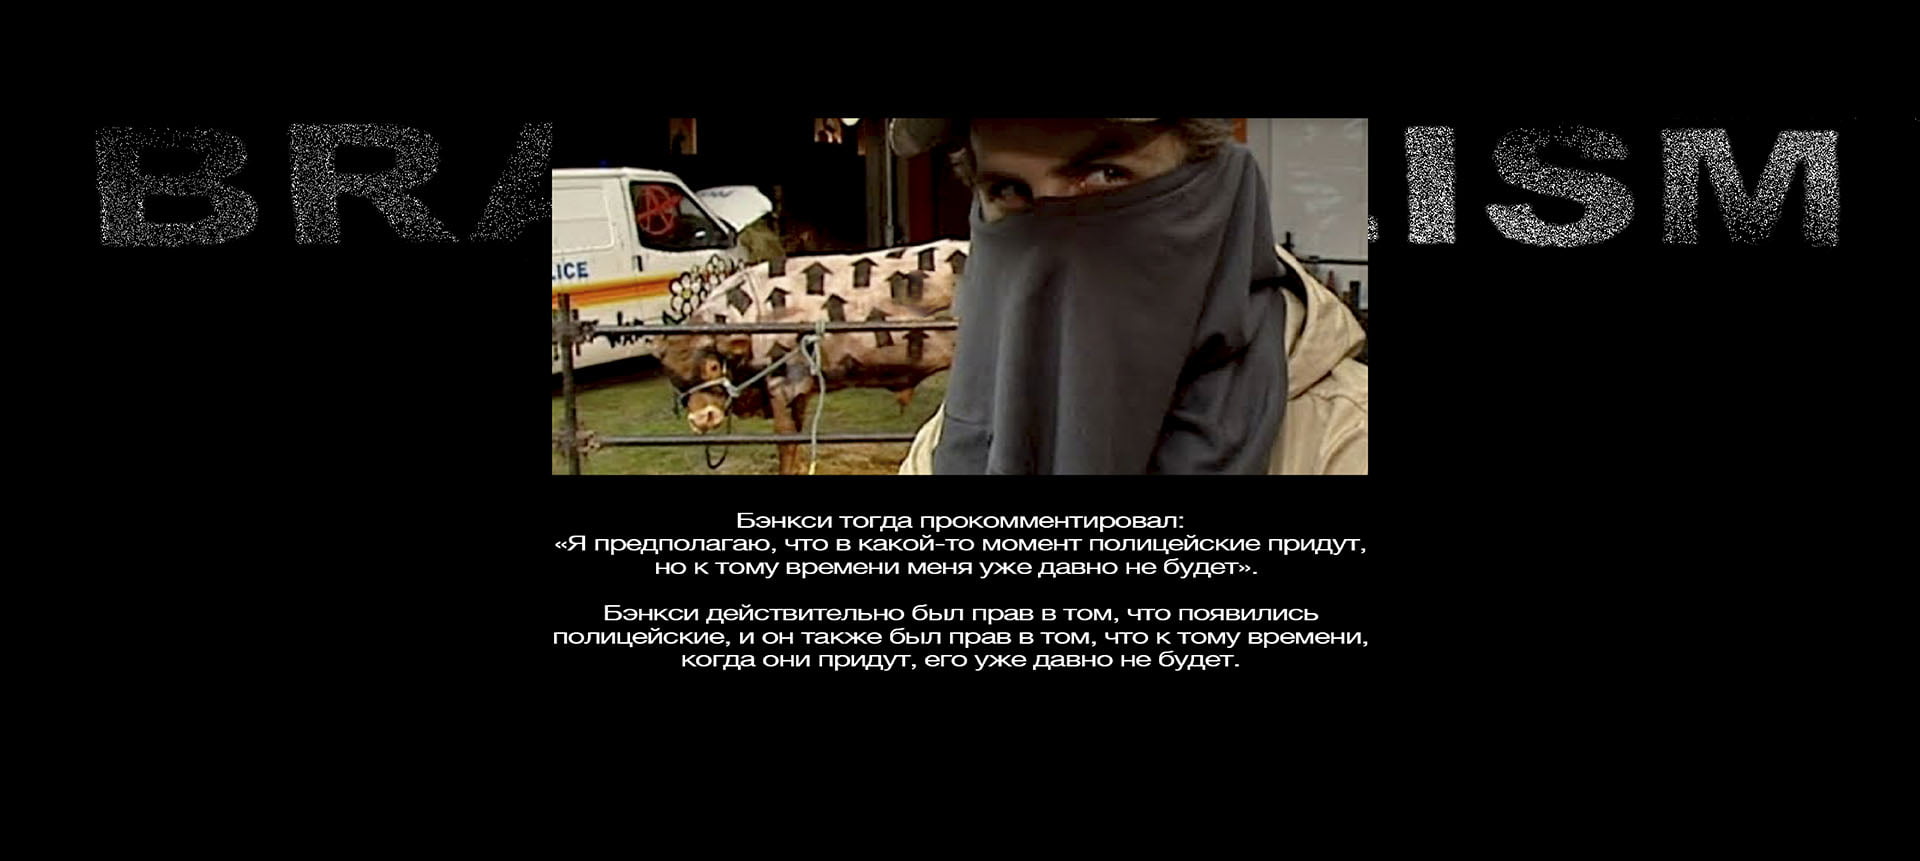 BRA
LISM
LICE
Бэнкси тогда прокомментировал:
«Я предполагаю, что в какой-то момент полицейские придут,
но к тому времени меня уже давно не будет».
Бэнкси действительно был прав в том, что появились
полицейские, и он также был прав в том, что к тому времени,
когда они придут, его уже давно не будет.